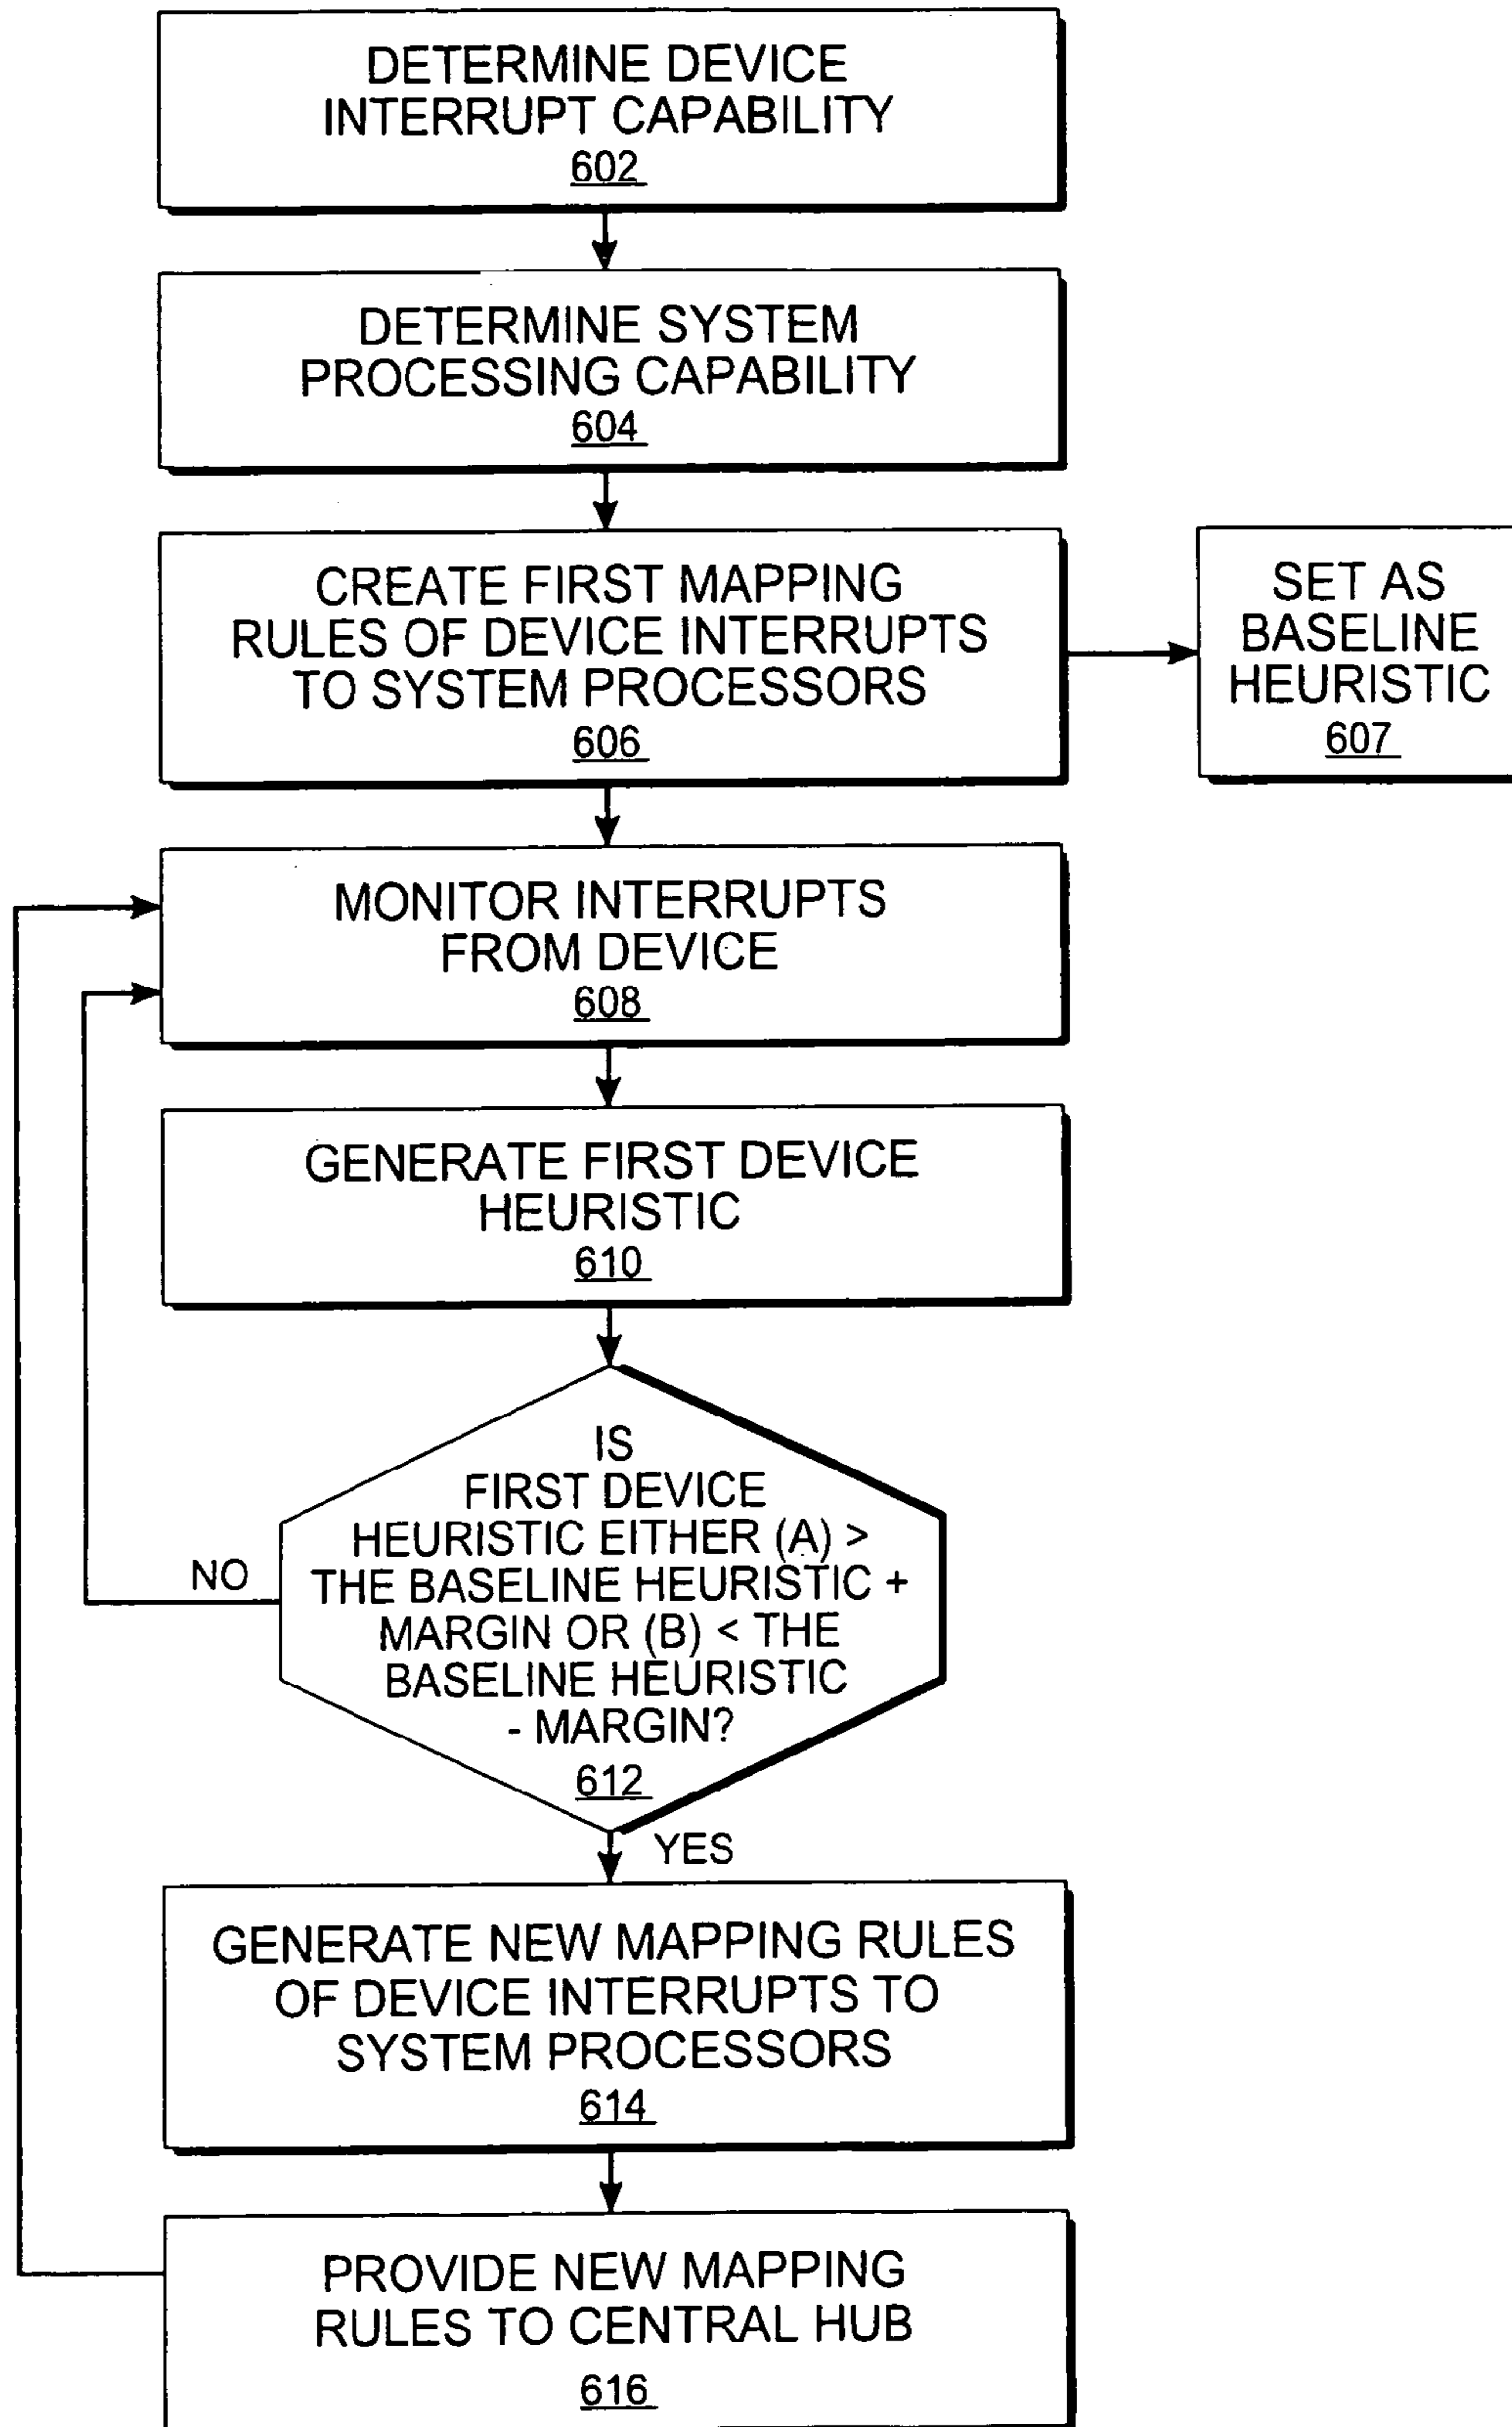 DETERMINE DEVICE
INTERRUPT CAPABILITY
602
DETERMINE SYSTEM
PROCESSING CAPABILITY
604
CREATE FIRST MAPPING
RULES OF DEVICE INTERRUPTS
TO SYSTEM PROCESSORS
606
SET AS
BASELINE
HEURISTIC
607
MONITOR INTERRUPTS
FROM DEVICE
608
GENERATE FIRST DEVICE
HEURISTIC
610
IS
FIRST DEVICE
HEURISTIC EITHER (A) >
THE BASELINE HEURISTIC +
MARGIN OR (B) < THE
BASELINE HEURISTIC
- MARGIN?
612
NO
YES
GENERATE NEW MAPPING RULES
OF DEVICE INTERRUPTS TO
SYSTEM PROCESSORS
614
PROVIDE NEW MAPPING
RULES TO CENTRAL HUB
616